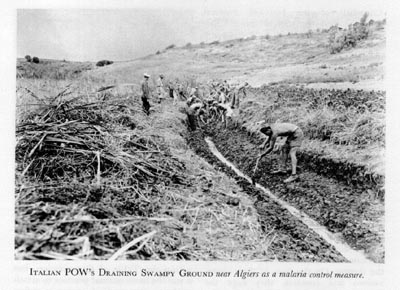 ITALIAN POW'S DRAINING SWAMPY GROUND near Algiers as a malaria control measure.